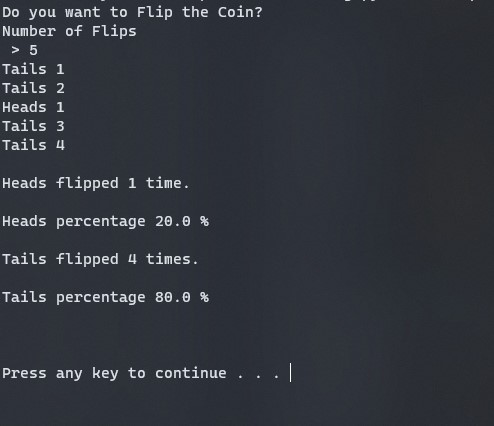 Do you want to Flip the Coin?
Number of Flips
> 5
Tails 1
Tails 2
Heads 1
Tails 3
Tails 4
Heads flipped 1 time.
Heads percentage 20.0 %
Tails flipped 4 times.
Tails percentage 80.0 %
Press any key to continue . . .